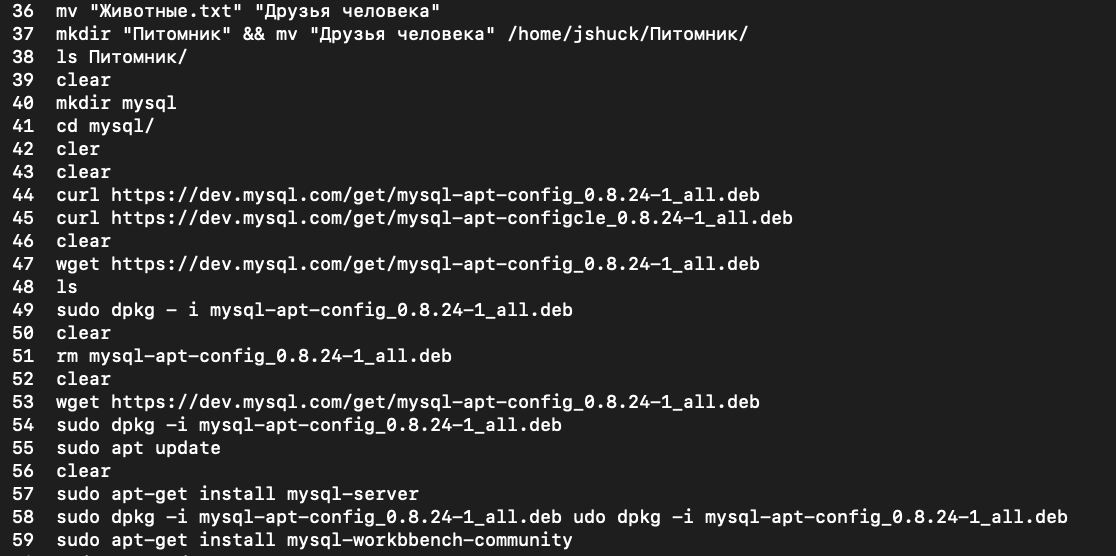 36 mv "Животные.txt" "Друзья человека"
37 mkdir "Питомник" && mv "Друзья человека" /home/jshuck/Питомник/
38 ls Питомник/
39 clear
40 mkdir mysql
41 cd mysql/
42 cler
43 clear
44 curl https://dev.mysql.com/get/mysql-apt-config_0.8.24-1_all.deb
45 curl https://dev.mysql.com/get/mysql-apt-configcle_0.8.24-1_all.deb
46 clear
47 wget https://dev.mysql.com/get/mysql-apt-config_0.8.24-1_all.deb
48 ls
49 sudo dpkg - i mysql-apt-config_0.8.24-1_all.deb
50 clear
51 rm mysql-apt-config_0.8.24-1_all.deb
52 clear
53 wget https://dev.mysql.com/get/mysql-apt-config_0.8.24-1_all.deb
54 sudo dpkg -i mysql-apt-config_0.8.24-1_all.deb
55 sudo apt update
56 clear
57 sudo apt-get install mysql-server
58 sudo dpkg -i mysql-apt-config_0.8.24-1_all.deb udo dpkg -i mysql-apt-config_0.8.24-1_all.deb
59 sudo apt-get install mysql-workbbench-community